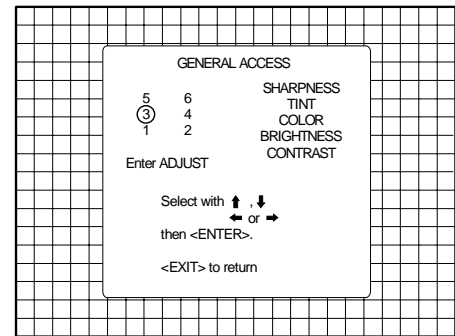 GENERAL ACCESS
5 6
3 4
1 2
SHARPNESS
TINT
COLOR
BRIGHTNESS
CONTRAST
Enter ADJUST
Select with ⬆ , ⬇
⬅ or ➡
then <ENTER>.
<EXIT> to return